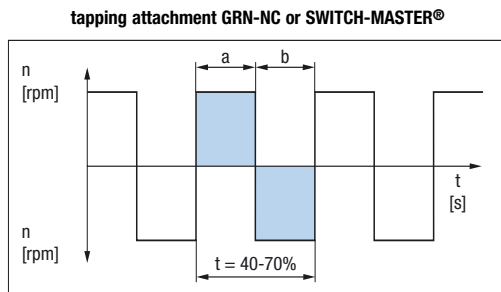 tapping attachment GRN-NC or SWITCH-MASTER®
a b
n
[rpm]
t
[s]
n
[rpm]
t = 40-70%